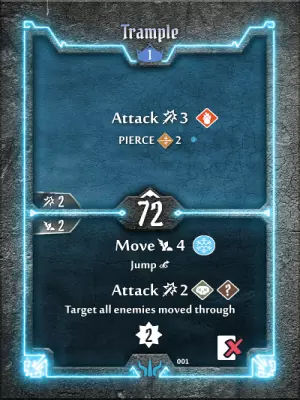 Trample
1
Attack 3
PIERCE 2
2
72
2
Move 4
Jump
Attack 2 ?
Target all enemies moved through
2
001